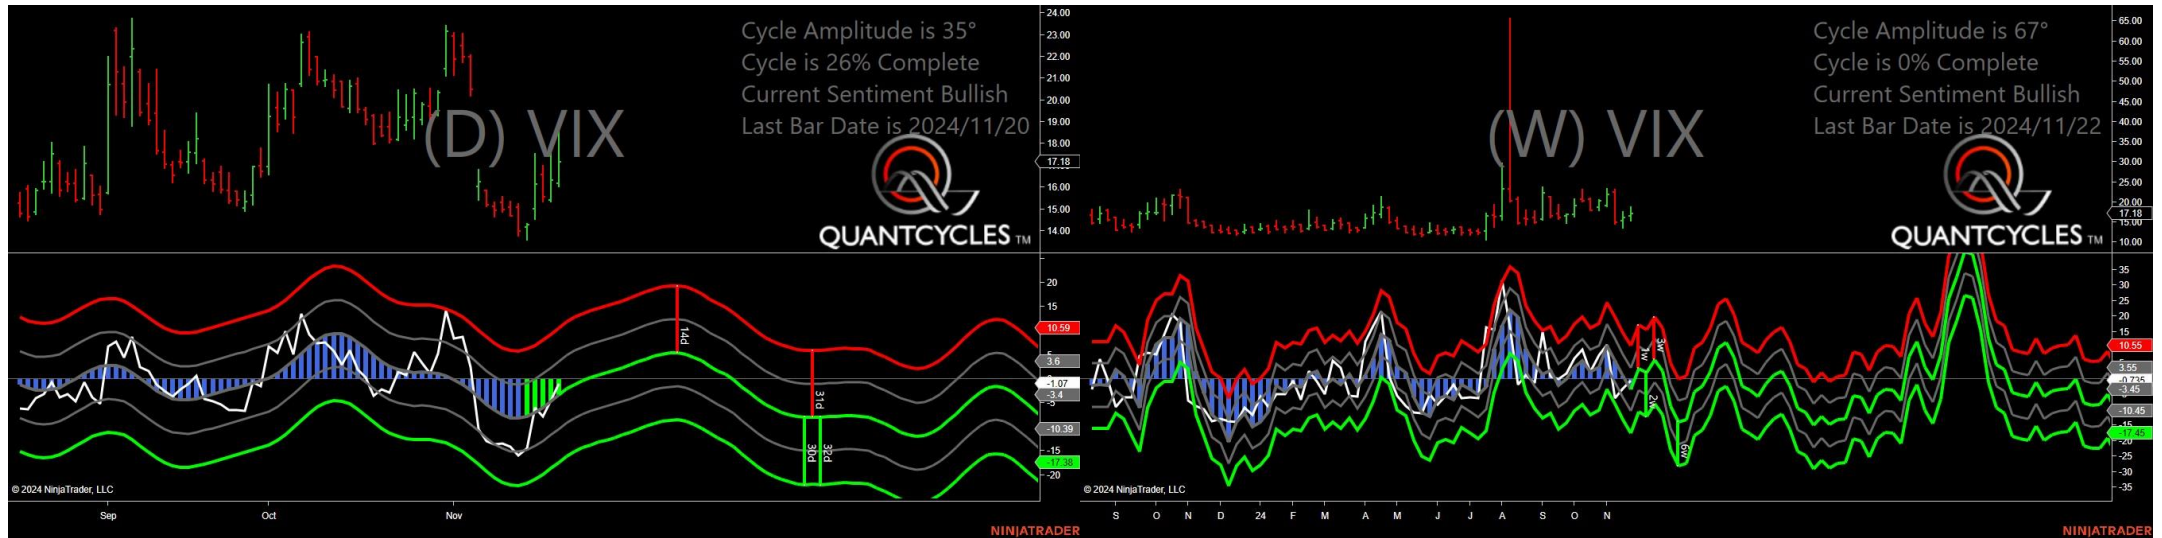 Cycle Amplitude is 35°
Cycle is 26% Complete
Current Sentiment Bullish
Last Bar Date is 2024/11/20
(D) VIX
QUANTCYCLES TM
24.00
23.00
22.00
21.00
20.00
19.00
18.00
17.18
16.00
15.00
14.00
20
15
10.59
3.6
-1.07
-3.4
-10.39
-15
-17.38
-20
14d
31d
30d
32d
© 2024 NinjaTrader, LLC
Sep
Oct
Nov
NINJATRADER
Cycle Amplitude is 67°
Cycle is 0% Complete
Current Sentiment Bullish
Last Bar Date is 2024/11/22
(W) VIX
QUANTCYCLES TM
65.00
60.00
55.00
50.00
45.00
40.00
35.00
30.00
25.00
20.00
17.18
15.00
10.00
35
30
25
20
15
10.55
3.55
-0.735
-3.45
-10.45
-15
-17.45
-20
-25
-30
-35
1w
3w
2w
6w
© 2024 NinjaTrader, LLC
S O N D 24 F M A M J J A S O N
NINJATRADER